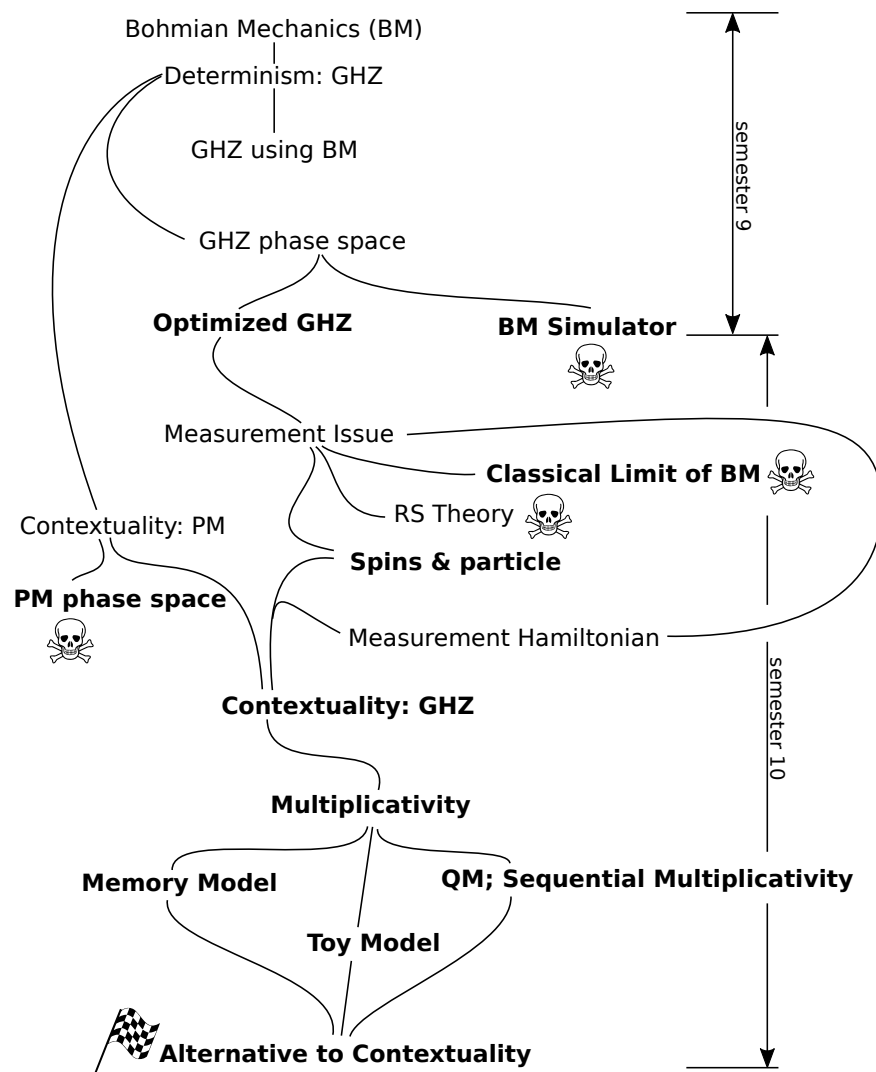 Bohmian Mechanics (BM)
Determinism: GHZ
semester 9
GHZ using BM
GHZ phase space
Optimized GHZ
BM Simulator
Measurement Issue
Classical Limit of BM
RS Theory
Contextuality: PM
Spins & particle
PM phase space
Measurement Hamiltonian
semester 10
Contextuality: GHZ
Multiplicativity
Memory Model
QM; Sequential Multiplicativity
Toy Model
Alternative to Contextuality